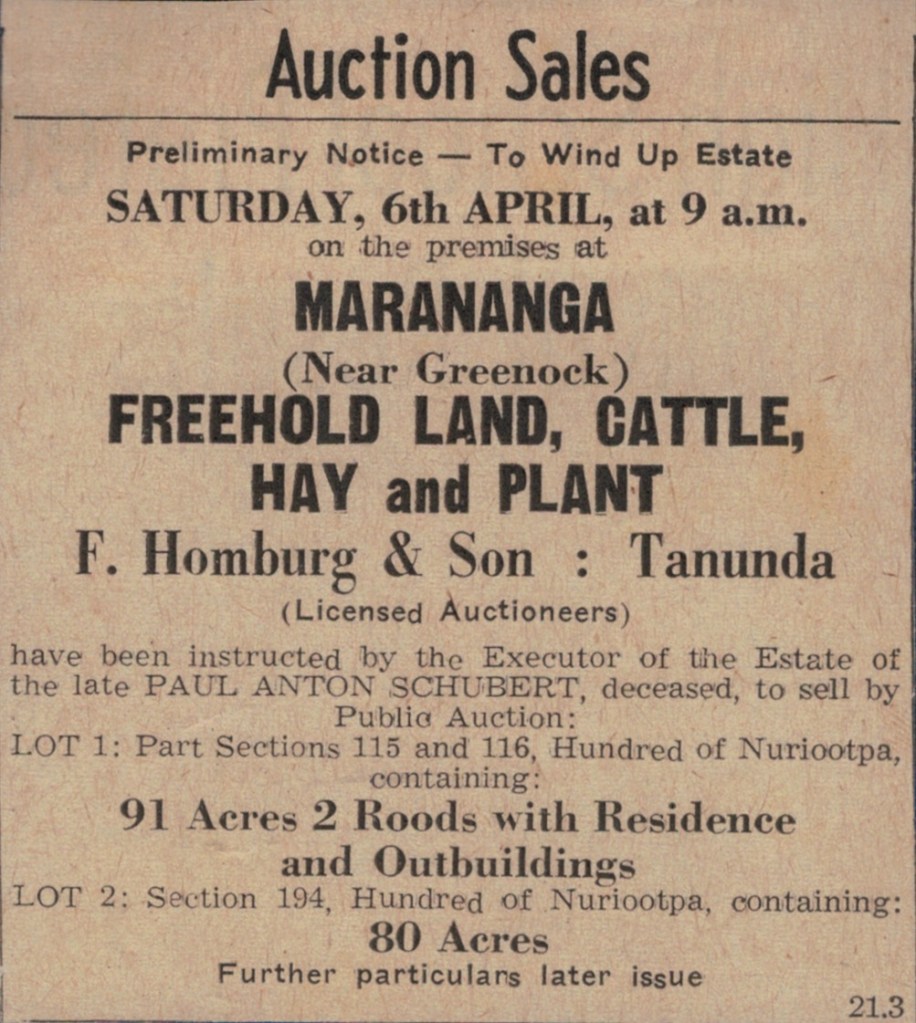 Auction Sales
Preliminary Notice — To Wind Up Estate
SATURDAY, 6th APRIL, at 9 a.m.
on the premises at
MARANANGA
(Near Greenock)
FREEHOLD LAND, CATTLE,
HAY and PLANT
F. Homburg & Son : Tanunda
(Licensed Auctioneers)
have been instructed by the Executor of the Estate of
the late PAUL ANTON SCHUBERT, deceased, to sell by
Public Auction:
LOT 1: Part Sections 115 and 116, Hundred of Nuriootpa,
containing:
91 Acres 2 Roods with Residence
and Outbuildings
LOT 2: Section 194, Hundred of Nuriootpa, containing:
80 Acres
Further particulars later issue
21.3